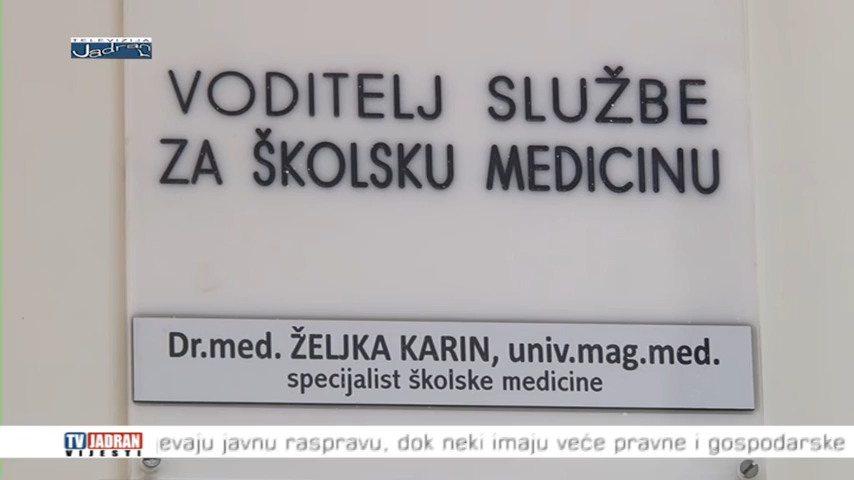 TELEVIZIJA
Jadran
VODITELJ SLUŽBE
ZA ŠKOLSKU MEDICINU
Dr.med. ŽELJKA KARIN, univ.mag.med.
specijalist školske medicine
TV JADRAN
VIJESTI
javnu raspravu, dok neki imaju veće pravne i gospodarske